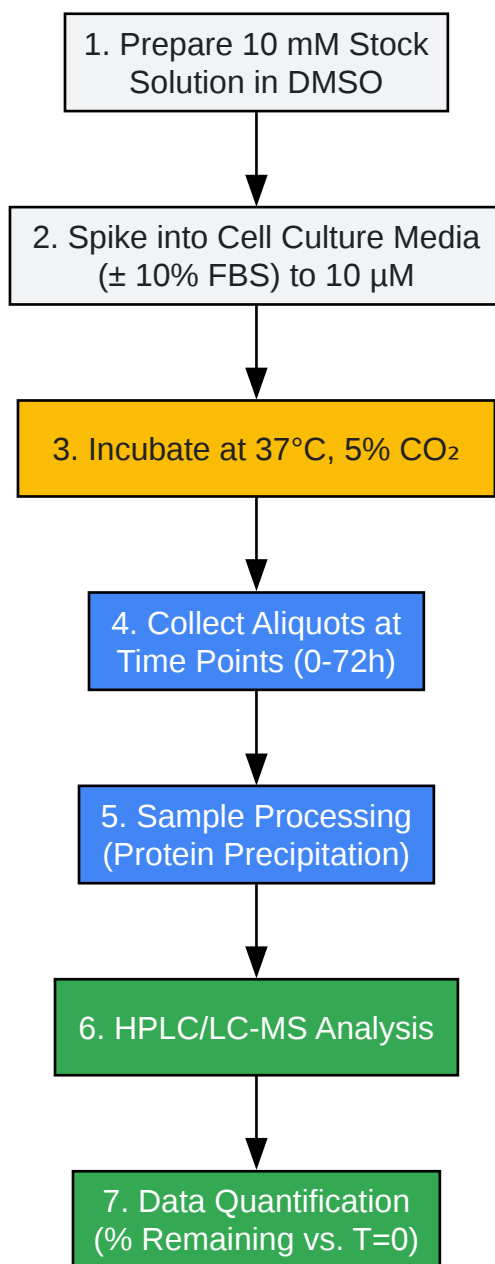 1. Prepare 10 mM Stock
Solution in DMSO
2. Spike into Cell Culture Media
(± 10% FBS) to 10 µM
3. Incubate at 37°C, 5% CO₂
4. Collect Aliquots at
Time Points (0-72h)
5. Sample Processing
(Protein Precipitation)
6. HPLC/LC-MS Analysis
7. Data Quantification
(% Remaining vs. T=0)